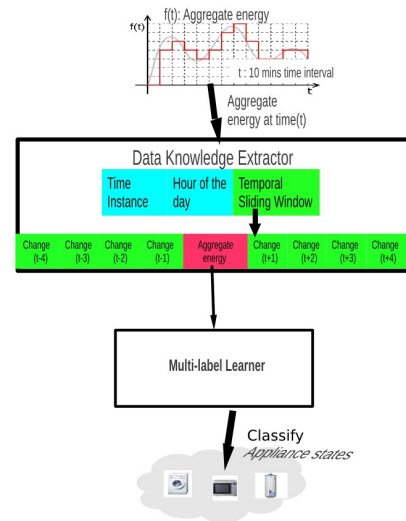 f(t): Aggregate energy
f(t)
t : 10 mins time interval
t
Aggregate
energy at time(t)
Data Knowledge Extractor
Time
Instance
Hour of the
day
Temporal
Sliding Window
Change
(t-4)
Change
(t-3)
Change
(t-2)
Change
(t-1)
Aggregate
energy
Change
(t+1)
Change
(t+2)
Change
(t+3)
Change
(t+4)
Multi-label Learner
Classify
Appliance states